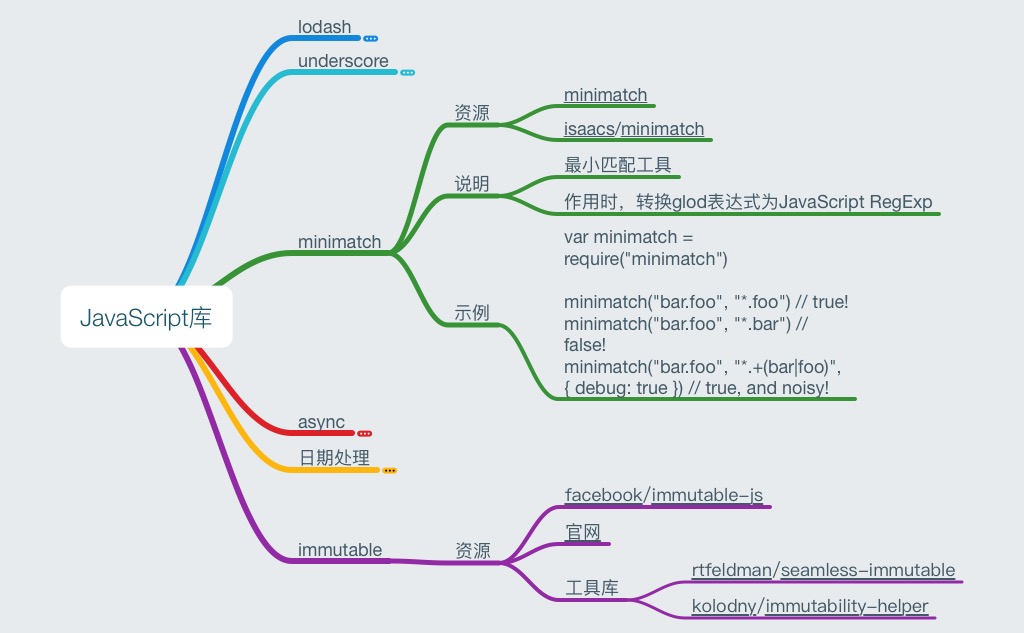 lodash
underscore
资源
minimatch
isaacs/minimatch
说明
最小匹配工具
作用时，转换glod表达式为JavaScript RegExp
minimatch
示例
var minimatch =
require("minimatch")
minimatch("bar.foo", "*.foo") // true!
minimatch("bar.foo", "*.bar") //
false!
minimatch("bar.foo", "*.+(bar|foo)",
{ debug: true }) // true, and noisy!
JavaScript库
async
日期处理
immutable
资源
facebook/immutable-js
官网
工具库
rtfeldman/seamless-immutable
kolodny/immutability-helper